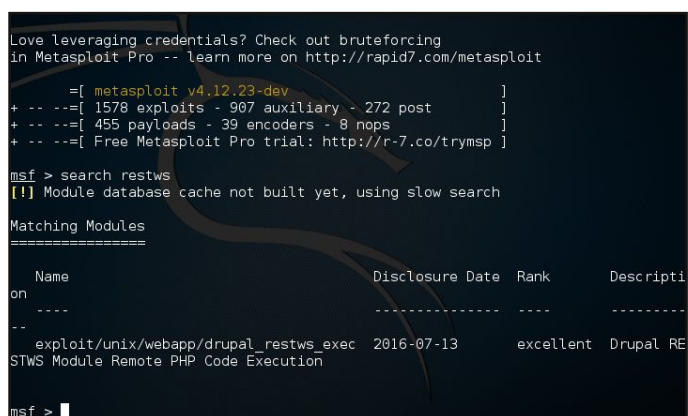 Love leveraging credentials? Check out bruteforcing
in Metasploit Pro -- learn more on http://rapid7.com/metasploit
=[ metasploit v4.12.23-dev ]
+ -- --=[ 1578 exploits - 907 auxiliary - 272 post ]
+ -- --=[ 455 payloads - 39 encoders - 8 nops ]
+ -- --=[ Free Metasploit Pro trial: http://r-7.co/trymsp ]
msf > search restws
[!] Module database cache not built yet, using slow search
Matching Modules
================
Name Disclosure Date Rank Descripti
on
---- --------------- ---- ---------
--
exploit/unix/webapp/drupal_restws_exec 2016-07-13 excellent Drupal RE
STWS Module Remote PHP Code Execution
msf >